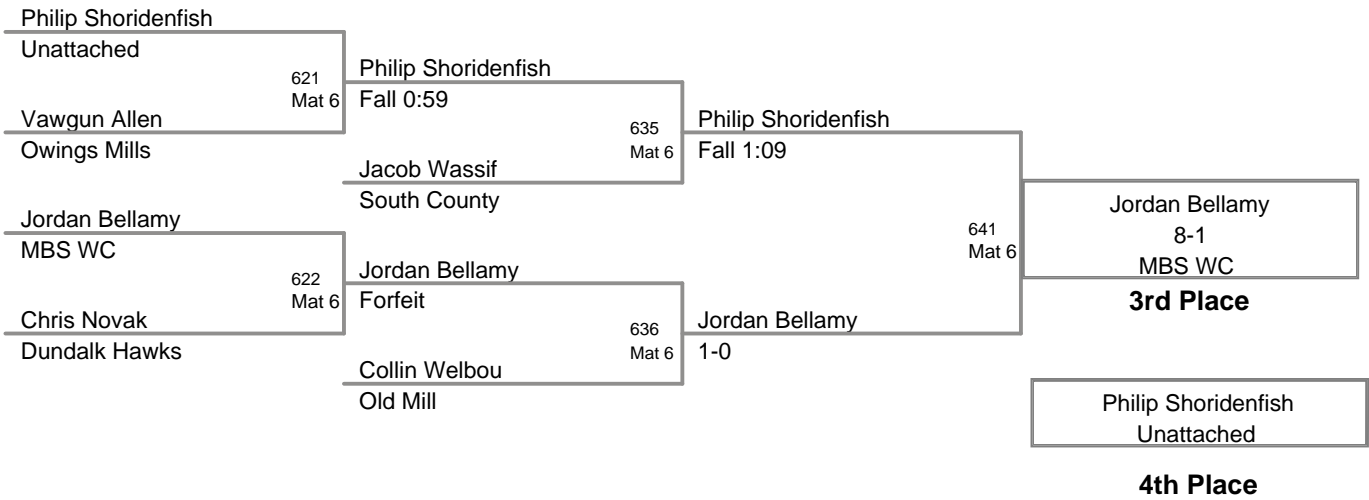 Philip Shoridenfish
Unattached
621
Mat 6
Philip Shoridenfish
Fall 0:59
Vawgun Allen
Owings Mills
635
Mat 6
Philip Shoridenfish
Fall 1:09
Jacob Wassif
South County
Jordan Bellamy
MBS WC
641
Mat 6
Jordan Bellamy
8-1
MBS WC
3rd Place
622
Mat 6
Jordan Bellamy
Forfeit
Chris Novak
Dundalk Hawks
636
Mat 6
Jordan Bellamy
1-0
Collin Welbou
Old Mill
Philip Shoridenfish
Unattached
4th Place